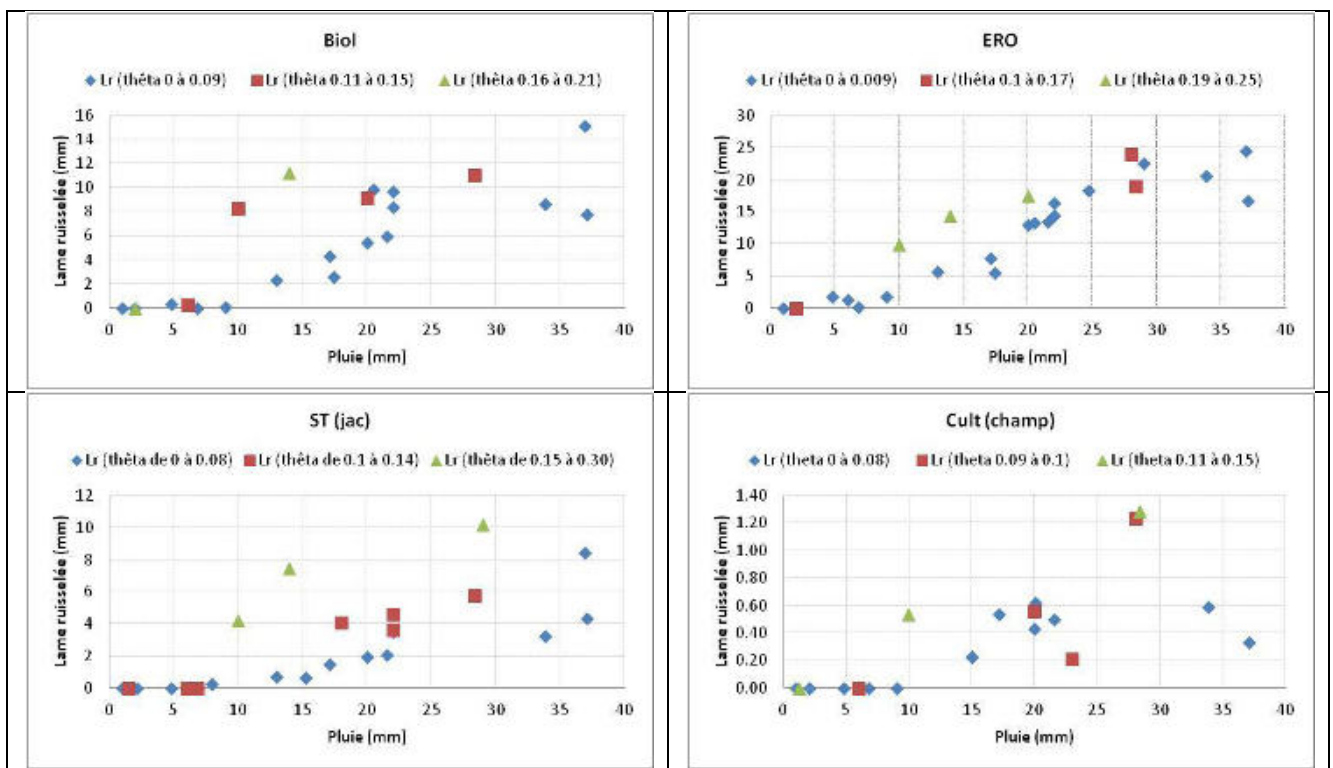 Biol
Lr (thêta 0 à 0.09) Lr (thêta 0.11 à 0.15) Lr (thêta 0.16 à 0.21)
Lame ruisselée (mm)
16
14
12
10
8
6
4
2
0
0 5 10 15 20 25 30 35 40
Pluie (mm)
ERO
Lr (thêta 0 à 0.009) Lr (thêta 0.1 à 0.17) Lr (thêta 0.19 à 0.25)
Lame ruisselée (mm)
30
25
20
15
10
5
0
0 5 10 15 20 25 30 35 40
Pluie (mm)
ST (jac)
Lr (thêta de 0 à 0.08) Lr (thêta de 0.1 à 0.14) Lr (thêta de 0.15 à 0.30)
Lame ruisselée (mm)
12
10
8
6
4
2
0
0 5 10 15 20 25 30 35 40
Pluie (mm)
Cult (champ)
Lr (theta 0 à 0.08) Lr (theta 0.09 à 0.1) Lr (theta 0.11 à 0.15)
Lame ruisselée (mm)
1.40
1.20
1.00
0.80
0.60
0.40
0.20
0.00
0 5 10 15 20 25 30 35 40
Pluie (mm)